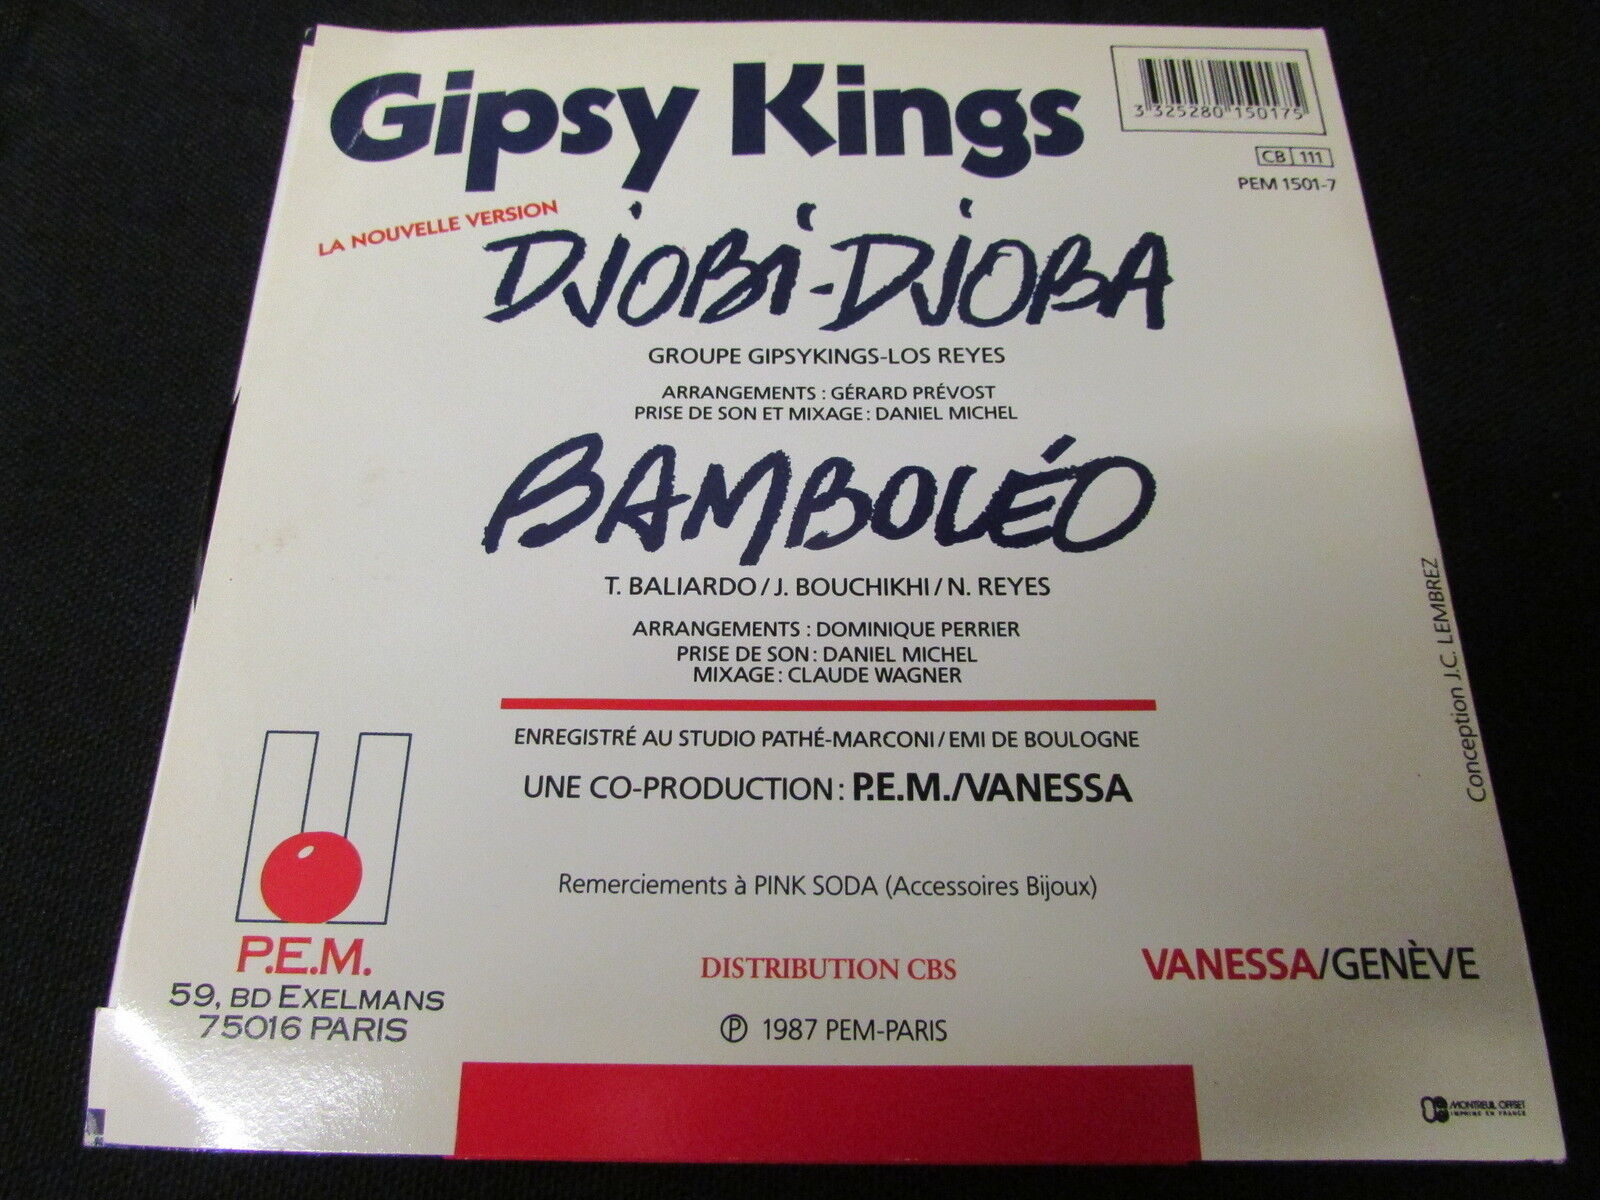 Gipsy Kings
3 325280 150175
CB 111
PEM 1501-7
LA NOUVELLE VERSION
DJOBI-DJOBA
GROUPE GIPSYKINGS-LOS REYES
ARRANGEMENTS : GÉRARD PRÉVOST
PRISE DE SON ET MIXAGE : DANIEL MICHEL
BAMBOLÉO
T. BALIARDO / J. BOUCHIKHI / N. REYES
ARRANGEMENTS : DOMINIQUE PERRIER
PRISE DE SON : DANIEL MICHEL
MIXAGE : CLAUDE WAGNER
ENREGISTRÉ AU STUDIO PATHÉ-MARCONI / EMI DE BOULOGNE
UNE CO-PRODUCTION : P.E.M./VANESSA
Conception J.C. LEMBREZ
Remerciements à PINK SODA (Accessoires Bijoux)
P.E.M.
59, BD EXELMANS
75016 PARIS
DISTRIBUTION CBS
℗ 1987 PEM-PARIS
VANESSA/GENÈVE
MONTREUIL OFFSET
IMPRIMÉ EN FRANCE